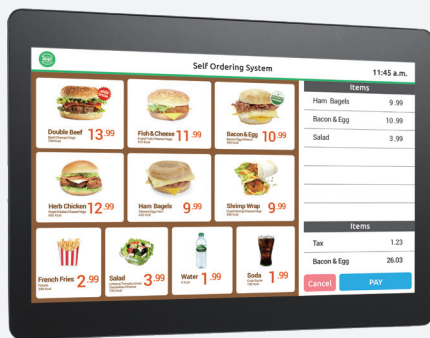 Self Ordering System
11:45 a.m.
Double Beef 13.99
Fish & Cheese 11.99
Bacon & Egg 10.99
Herb Chicken 12.99
Ham Bagels 9.99
Shrimp Wrap 9.99
French Fries 2.99
Salad 3.99
Water 1.99
Soda 1.99
Items
Ham Bagels 9.99
Bacon & Egg 10.99
Salad 3.99
Items
Tax 1.23
Bacon & Egg 26.03
Cancel
PAY